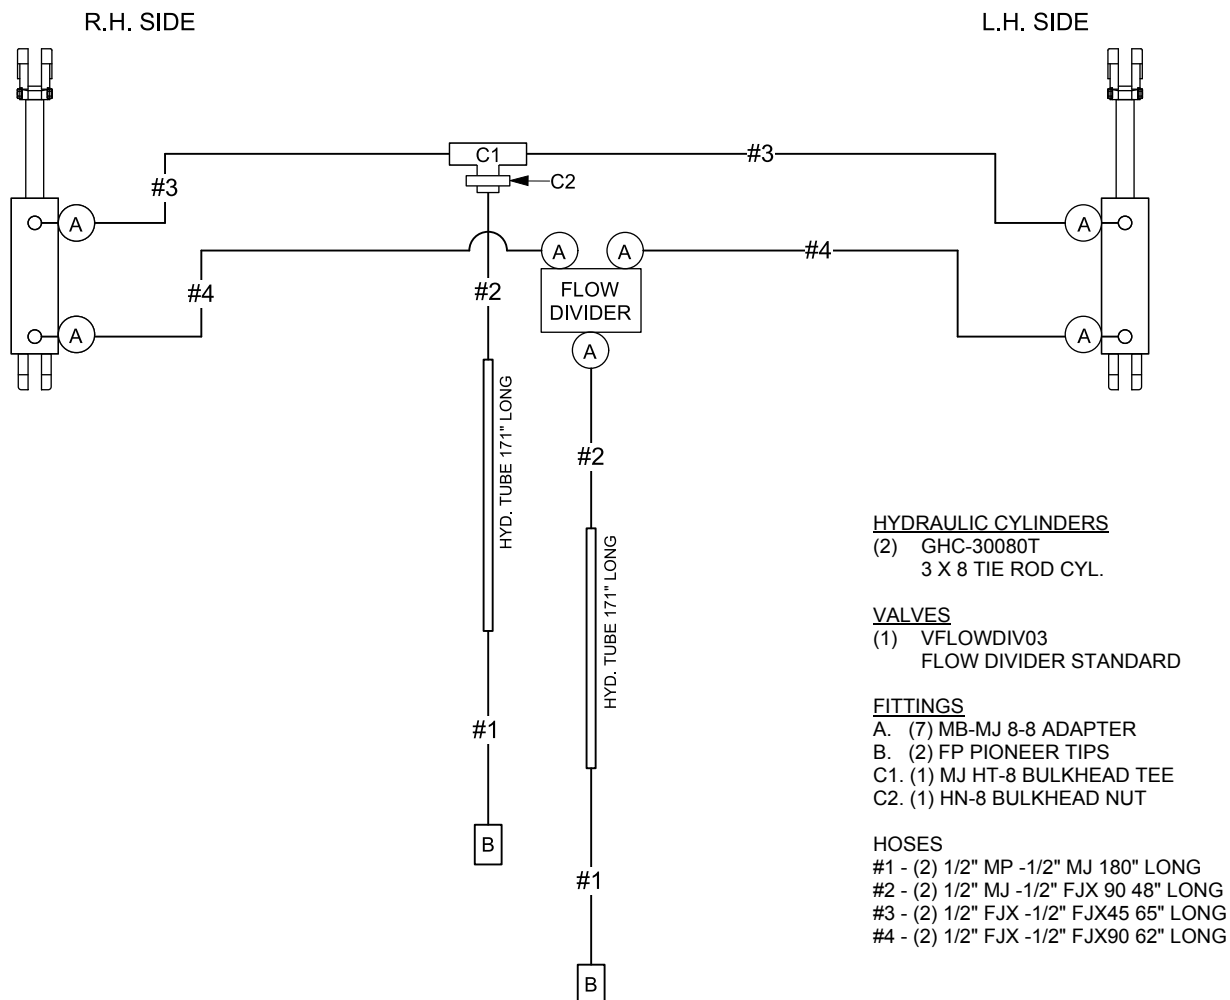 R.H. SIDE
L.H. SIDE
C1
#3
#3
C2
A
A
A
A
#4
#4
#2
FLOW
DIVIDER
A
A
A
HYD. TUBE 171" LONG
#2
HYD. TUBE 171" LONG
#1
B
#1
B
HYDRAULIC CYLINDERS
(2) GHC-30080T
3 X 8 TIE ROD CYL.
VALVES
(1) VFLOWDIV03
FLOW DIVIDER STANDARD
FITTINGS
A. (7) MB-MJ 8-8 ADAPTER
B. (2) FP PIONEER TIPS
C1. (1) MJ HT-8 BULKHEAD TEE
C2. (1) HN-8 BULKHEAD NUT
HOSES
#1 - (2) 1/2" MP -1/2" MJ 180" LONG
#2 - (2) 1/2" MJ -1/2" FJX 90 48" LONG
#3 - (2) 1/2" FJX -1/2" FJX45 65" LONG
#4 - (2) 1/2" FJX -1/2" FJX90 62" LONG